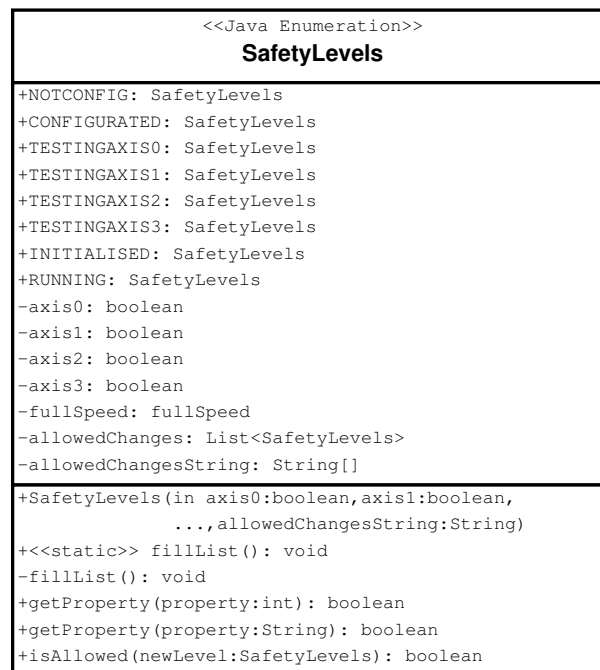 <<Java Enumeration>>
SafetyLevels
+NOTCONFIG: SafetyLevels
+CONFIGURATED: SafetyLevels
+TESTINGAXIS0: SafetyLevels
+TESTINGAXIS1: SafetyLevels
+TESTINGAXIS2: SafetyLevels
+TESTINGAXIS3: SafetyLevels
+INITIALISED: SafetyLevels
+RUNNING: SafetyLevels
-axis0: boolean
-axis1: boolean
-axis2: boolean
-axis3: boolean
-fullSpeed: fullSpeed
-allowedChanges: List<SafetyLevels>
-allowedChangesString: String[]
+SafetyLevels(in axis0:boolean,axis1:boolean,
...,allowedChangesString:String)
+<<static>> fillList(): void
-fillList(): void
+getProperty(property:int): boolean
+getProperty(property:String): boolean
+isAllowed(newLevel:SafetyLevels): boolean